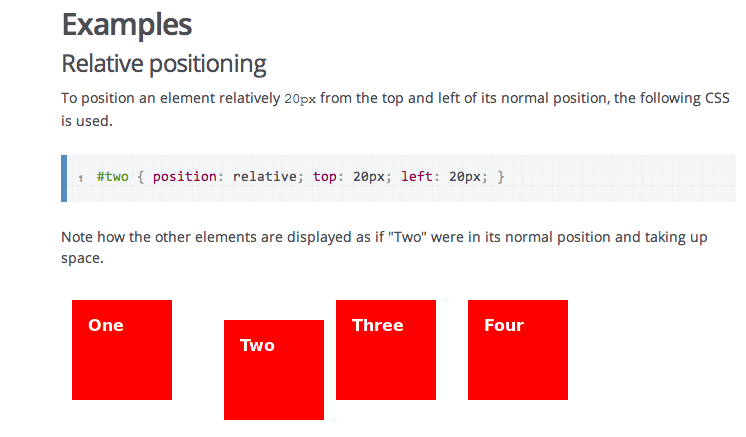 Examples
Relative positioning
To position an element relatively 20px from the top and left of its normal position, the following CSS
is used.
1 #two { position: relative; top: 20px; left: 20px; }
Note how the other elements are displayed as if "Two" were in its normal position and taking up
space.
One
Two
Three
Four